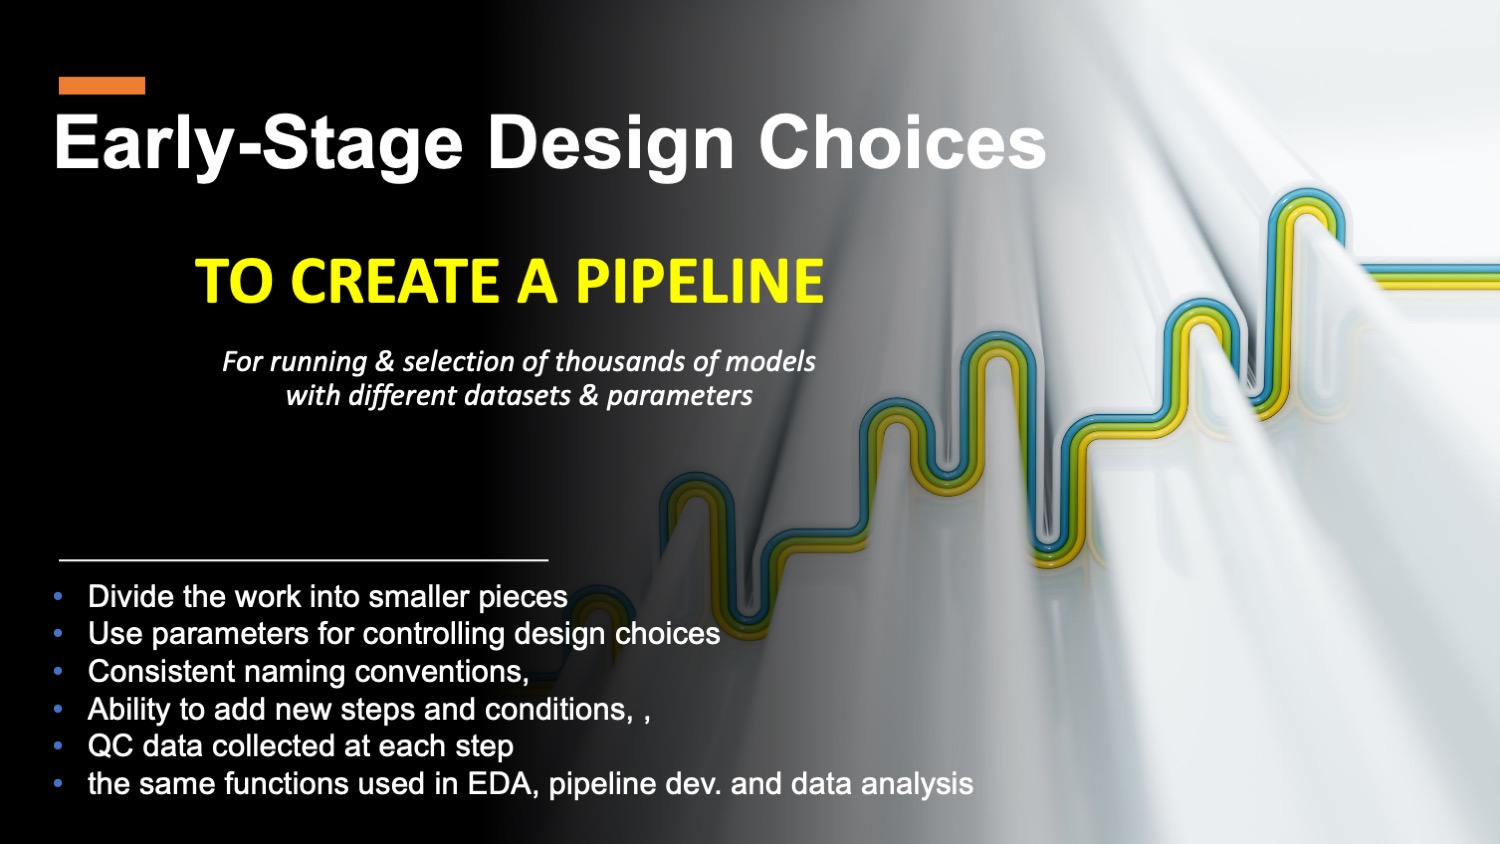 Early-Stage Design Choices
TO CREATE A PIPELINE
For running & selection of thousands of models
with different datasets & parameters
• Divide the work into smaller pieces
• Use parameters for controlling design choices
• Consistent naming conventions,
• Ability to add new steps and conditions, ,
• QC data collected at each step
• the same functions used in EDA, pipeline dev. and data analysis